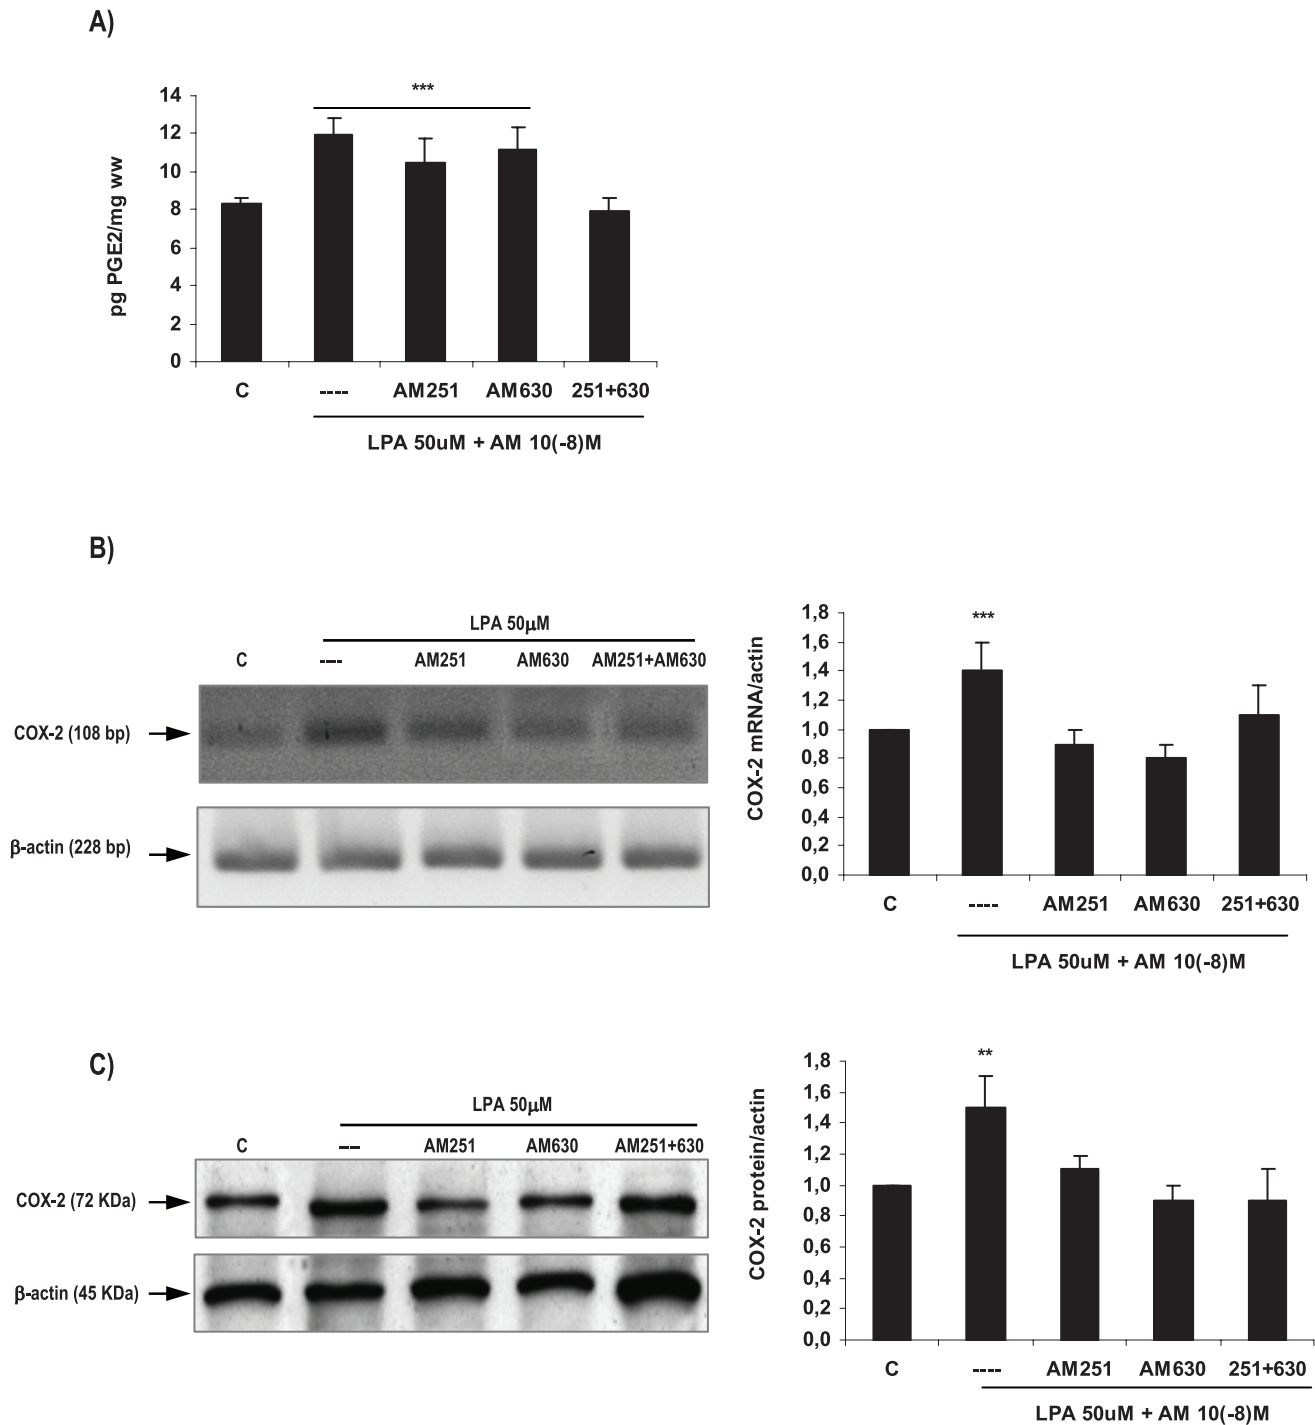 A)
***
14
12
10
8
6
4
2
0
pg PGE2/mg ww
C ---- AM251 AM630 251+630
LPA 50uM + AM 10(-8)M
B)
LPA 50μM
C ---- AM251 AM630 AM251+AM630
COX-2 (108 bp)
β-actin (228 bp)
***
1,8
1,6
1,4
1,2
1,0
0,8
0,6
0,4
0,2
0,0
COX-2 mRNA/actin
C ---- AM251 AM630 251+630
LPA 50uM + AM 10(-8)M
C)
LPA 50μM
C ---- AM251 AM630 AM251+630
COX-2 (72 KDa)
β-actin (45 KDa)
**
1,8
1,6
1,4
1,2
1,0
0,8
0,6
0,4
0,2
0,0
COX-2 protein/actin
C ---- AM251 AM630 251+630
LPA 50uM + AM 10(-8)M